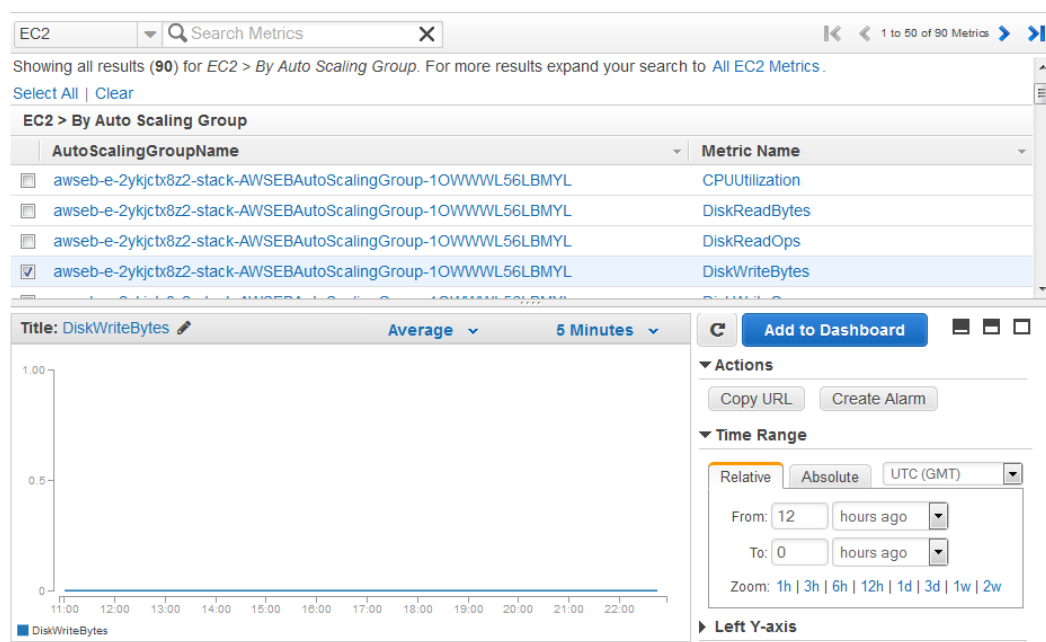 EC2 Search Metrics 1 to 50 of 90 Metrics
Showing all results (90) for EC2 > By Auto Scaling Group. For more results expand your search to All EC2 Metrics.
Select All | Clear
EC2 > By Auto Scaling Group
AutoScalingGroupName Metric Name
awseb-e-2ykjctx8z2-stack-AWSEBAutoScalingGroup-1OWWWL56LBMYL CPUUtilization
awseb-e-2ykjctx8z2-stack-AWSEBAutoScalingGroup-1OWWWL56LBMYL DiskReadBytes
awseb-e-2ykjctx8z2-stack-AWSEBAutoScalingGroup-1OWWWL56LBMYL DiskReadOps
awseb-e-2ykjctx8z2-stack-AWSEBAutoScalingGroup-1OWWWL56LBMYL DiskWriteBytes
Title: DiskWriteBytes Average 5 Minutes
1.00
0.5
0
11:00 12:00 13:00 14:00 15:00 16:00 17:00 18:00 19:00 20:00 21:00 22:00
DiskWriteBytes
Add to Dashboard
Actions
Copy URL Create Alarm
Time Range
Relative Absolute UTC (GMT)
From: 12 hours ago
To: 0 hours ago
Zoom: 1h | 3h | 6h | 12h | 1d | 3d | 1w | 2w
Left Y-axis